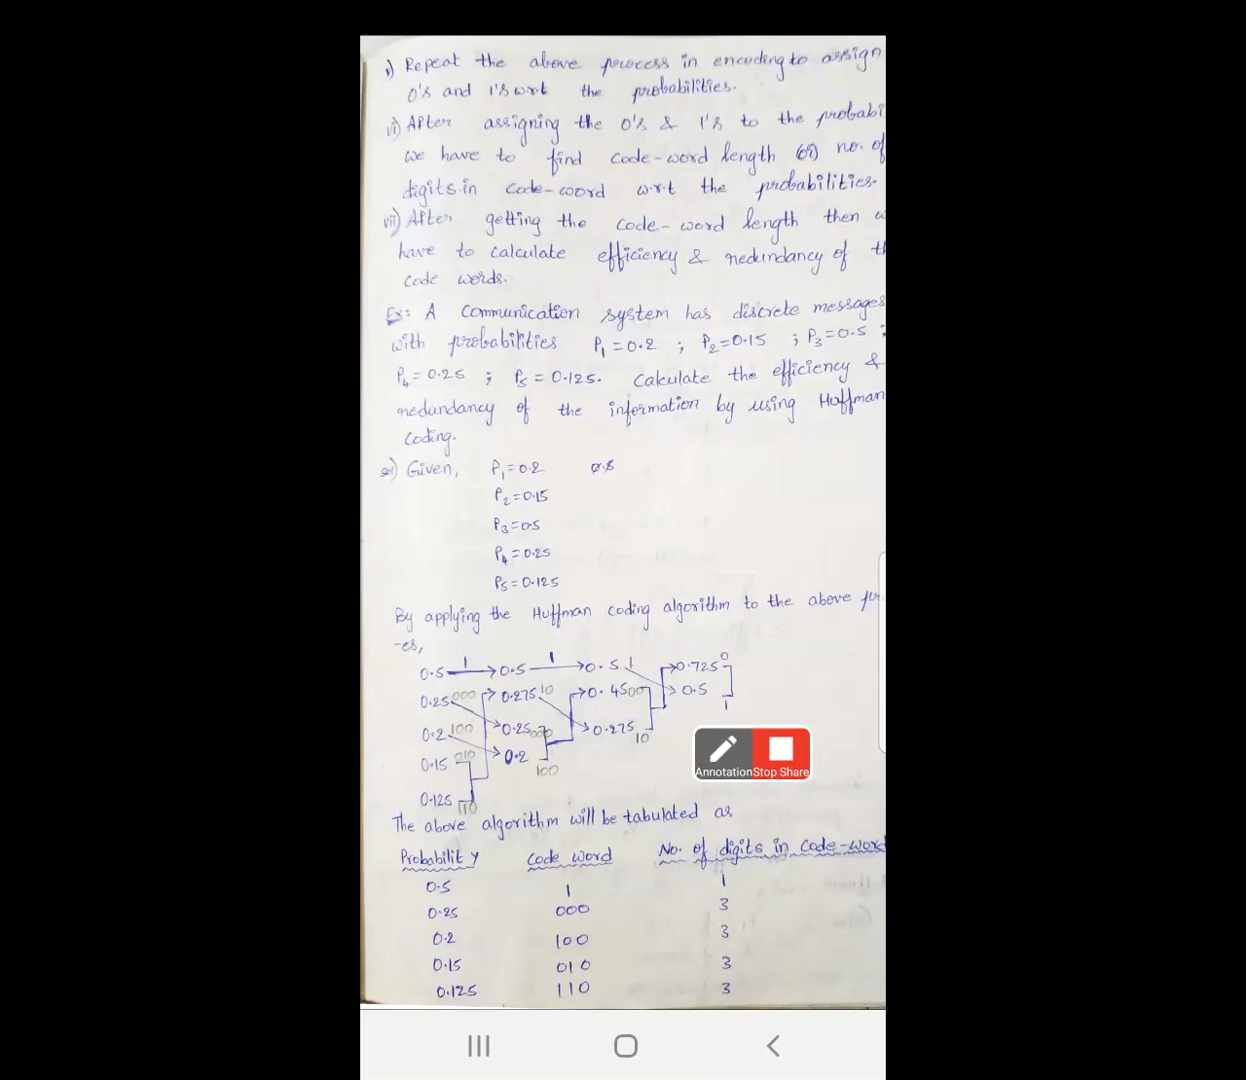 v) Repeat the above process in encoding to assign
0's and 1's w.r.t the probabilities.
vi) After assigning the 0's & 1's to the probabi
we have to find code-word length (or) no. of
digits in code-word w.r.t the probabilities.
vii) After getting the code-word length then w
have to calculate efficiency & redundancy of th
code words.
Ex: A communication system has discrete messages
with probabilities P1 = 0.2 ; P2 = 0.15 ; P3 = 0.5 ;
P4 = 0.25 ; P5 = 0.125. Calculate the efficiency &
redundancy of the information by using Huffman
coding.
sol) Given, P1 = 0.2 0.5
P2 = 0.15
P3 = 0.5
P4 = 0.25
P5 = 0.125
By applying the Huffman coding algorithm to the above pr
-es,
0.5 1 0.5 1 0.5 1 0.725 0
0.25 000 0.275 10 0.45 00 0.5 1
0.2 100 0.25 000 0.275 10
0.15 010 0.2 100
0.125 110
Annotation Stop Share
The above algorithm will be tabulated as
Probability Code word No. of digits in code-word
0.5 1 1
0.25 000 3
0.2 100 3
0.15 010 3
0.125 110 3